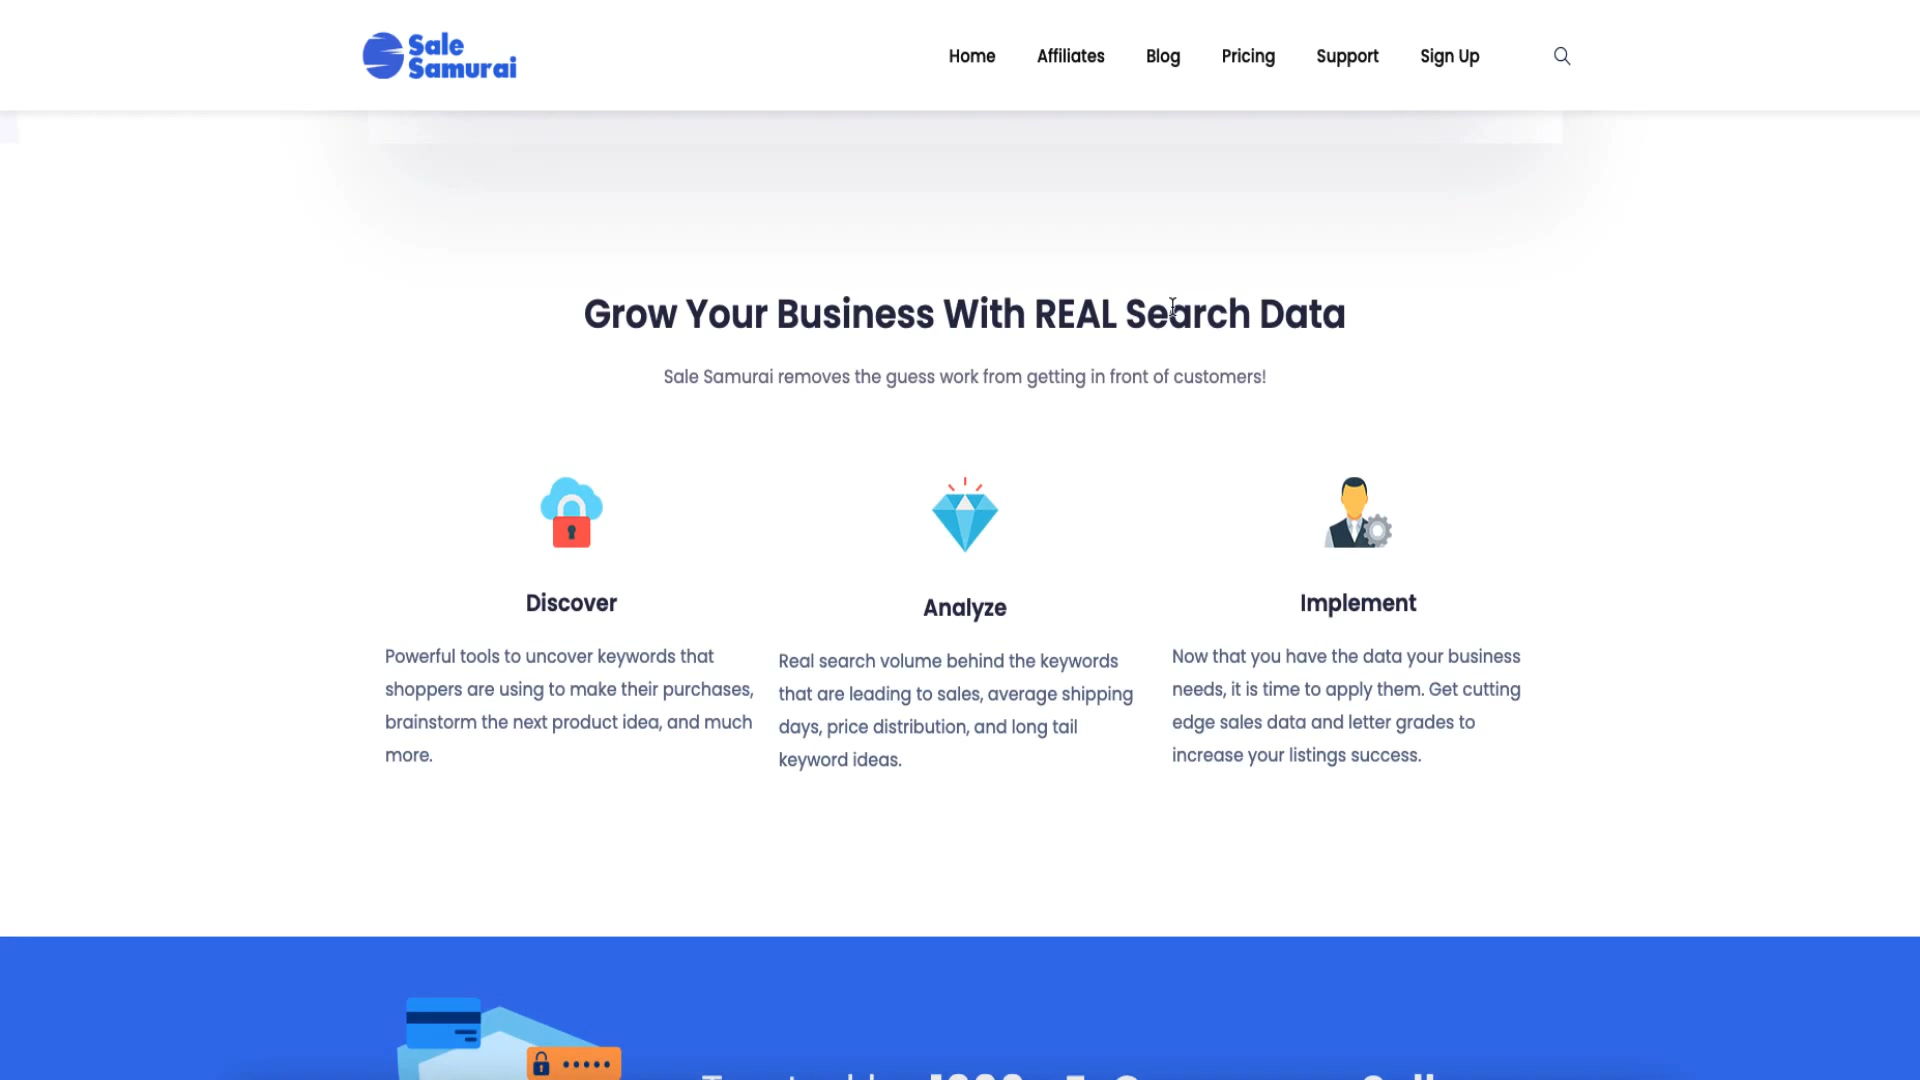 Sale
Samurai
Home Affiliates Blog Pricing Support Sign Up
Grow Your Business With REAL Search Data
Sale Samurai removes the guess work from getting in front of customers!
Discover
Powerful tools to uncover keywords that
shoppers are using to make their purchases,
brainstorm the next product idea, and much
more.
Analyze
Real search volume behind the keywords
that are leading to sales, average shipping
days, price distribution, and long tail
keyword ideas.
Implement
Now that you have the data your business
needs, it is time to apply them. Get cutting
edge sales data and letter grades to
increase your listings success.